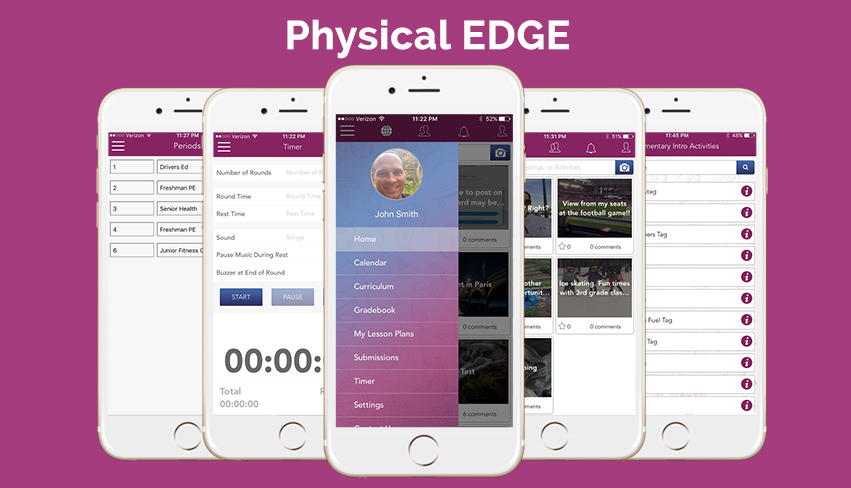 Physical EDGE
Verizon 11:27 PM
Periods
1 Drivers Ed
2 Freshman PE
3 Senior Health
4 Freshman PE
6 Junior Fitness
Verizon 11:22 PM
Timer
Number of Rounds Number of R
Round Time Round Time
Rest Time Rest Time
Sound Songs
Pause Music During Rest
Buzzer at End of Round
START PAUSE
00:00:
Total
00:00:00
Verizon 11:22 PM 52%
John Smith
Home
Calendar
Curriculum
Gradebook
My Lesson Plans
Submissions
Timer
Settings
e to post on
ard may be...
0 comments
nt in Paris
0 comments
Test
6 comments
11:31 PM 51%
stings, or Activities
Right?
View from my seats
at the football game!!
mments
0 0 comments
other
ortunit...
Ice skating. Fun times
with 3rd grade clas...
mments
0 0 comments
ping
mments
11:45 PM 48%
mentary Intro Activities
tag
ers Tag
s Fuel Tag
Tag